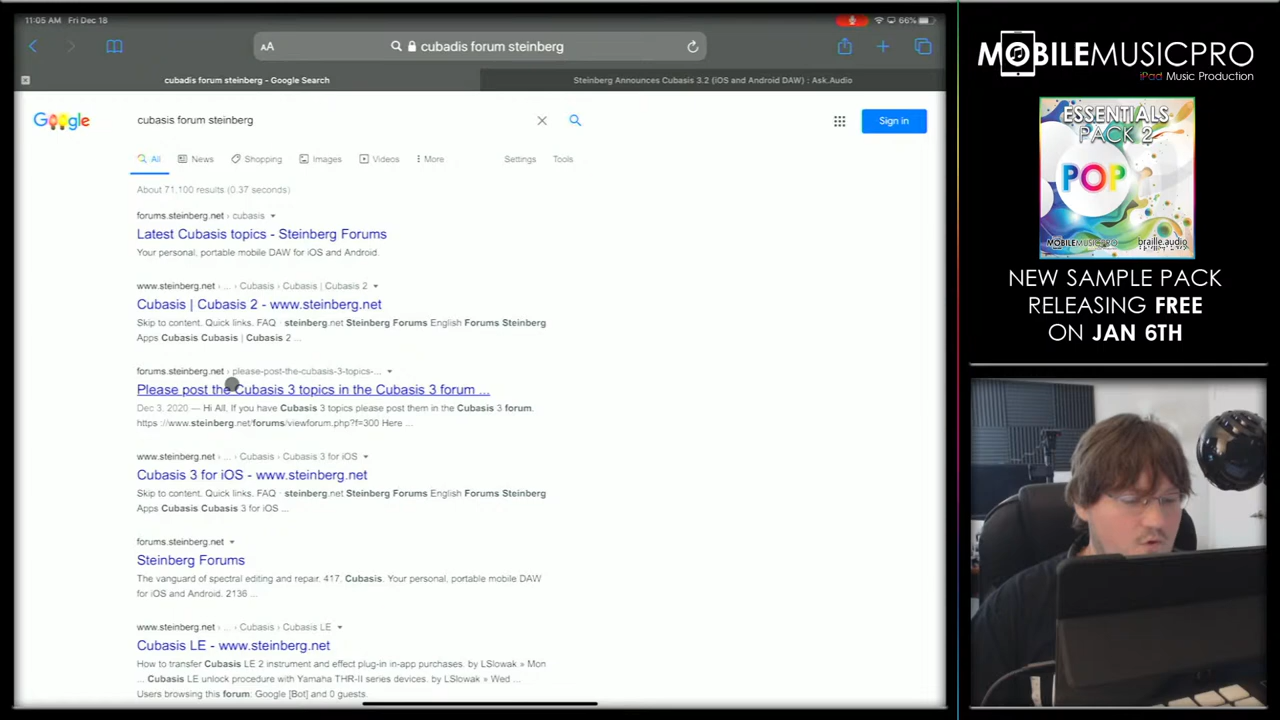 11:05 AM Fri Dec 18
66%
AA
cubadis forum steinberg
cubadis forum steinberg - Google Search
Steinberg Announces Cubasis 3.2 (iOS and Android DAW) : Ask.Audio
Google
cubasis forum steinberg
Sign in
All
News
Shopping
Images
Videos
More
Settings
Tools
About 71,100 results (0.37 seconds)
forums.steinberg.net › cubasis
Latest Cubasis topics - Steinberg Forums
Your personal, portable mobile DAW for iOS and Android.
www.steinberg.net › ... › Cubasis › Cubasis | Cubasis 2
Cubasis | Cubasis 2 - www.steinberg.net
Skip to content. Quick links. FAQ · steinberg.net Steinberg Forums English Forums Steinberg
Apps Cubasis Cubasis | Cubasis 2 ...
forums.steinberg.net › please-post-the-cubasis-3-topics-...
Please post the Cubasis 3 topics in the Cubasis 3 forum ...
Dec 3, 2020 — Hi All, If you have Cubasis 3 topics please post them in the Cubasis 3 forum.
https://www.steinberg.net/forums/viewforum.php?f=300 Here ...
www.steinberg.net › ... › Cubasis › Cubasis 3 for iOS
Cubasis 3 for iOS - www.steinberg.net
Skip to content. Quick links. FAQ · steinberg.net Steinberg Forums English Forums Steinberg
Apps Cubasis Cubasis 3 for iOS ...
forums.steinberg.net
Steinberg Forums
The vanguard of spectral editing and repair. 417. Cubasis. Your personal, portable mobile DAW
for iOS and Android. 2136 ...
www.steinberg.net › ... › Cubasis › Cubasis LE
Cubasis LE - www.steinberg.net
How to transfer Cubasis LE 2 instrument and effect plug-in in-app purchases. by LSlowak » Mon
... Cubasis LE unlock procedure with Yamaha THR-II series devices. by LSlowak » Wed ...
Users browsing this forum: Google [Bot] and 0 guests.
MOBILEMUSICPRO
iPad Music Production
ESSENTIALS
PACK 2
POP
MOBILEMUSICPRO
braille.audio
NEW SAMPLE PACK
RELEASING FREE
ON JAN 6TH